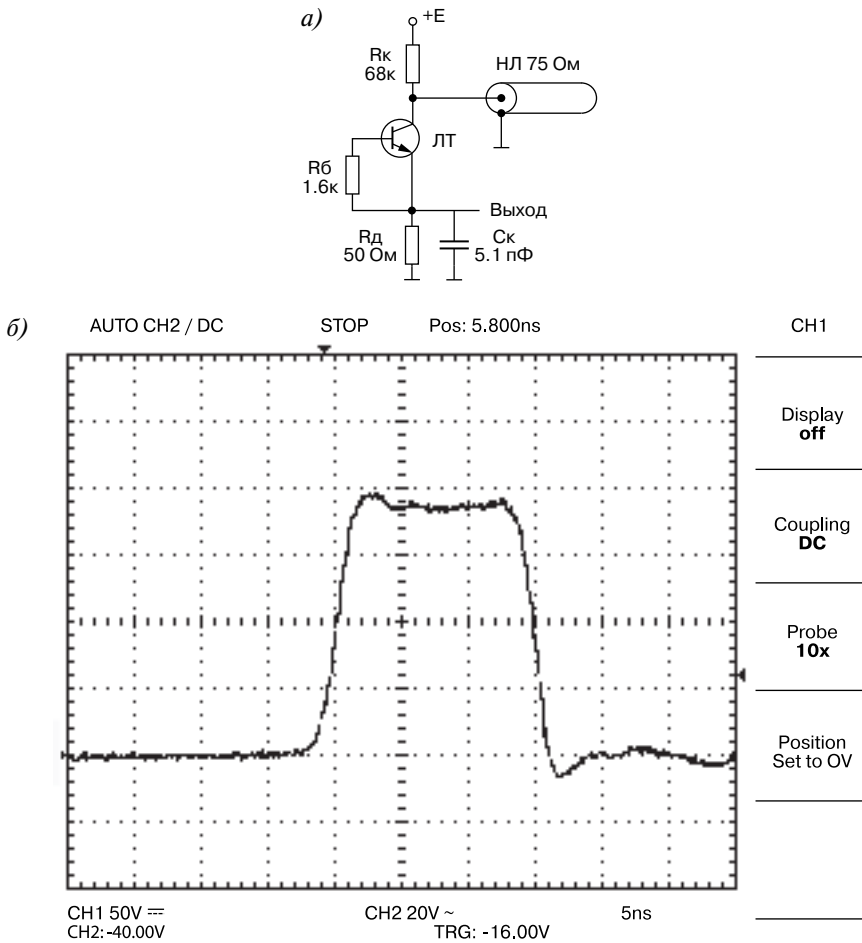 а)
+E
Rк
68к
НЛ 75 Ом
ЛТ
Rб
1.6к
Выход
Rд
50 Ом
Cк
5.1 пФ
б)
AUTO CH2 / DC STOP Pos: 5.800ns CH1
Display
off
Coupling
DC
Probe
10x
Position
Set to OV
CH1 50V CH2 20V ~ 5ns
CH2: -40.00V TRG: -16.00V